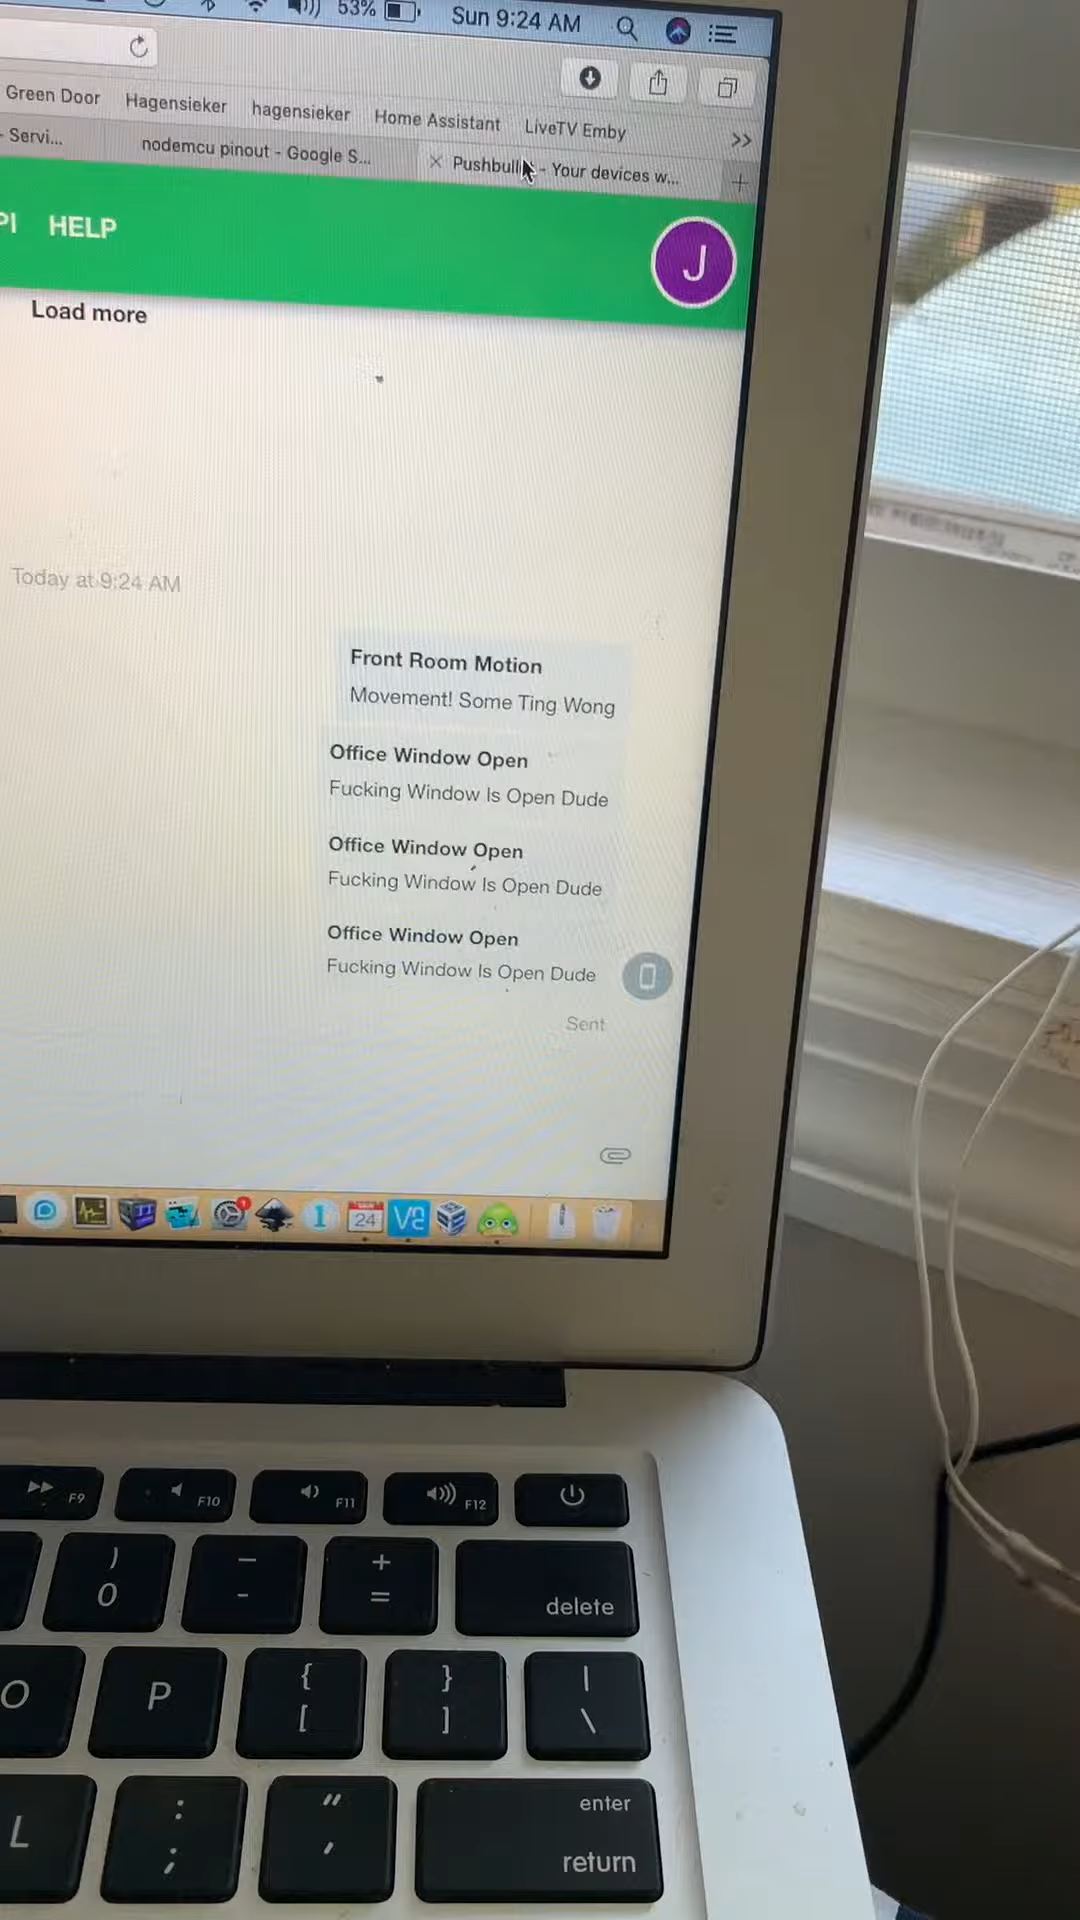 53% Sun 9:24 AM
Green Door Hagensieker hagensieker Home Assistant LiveTV Emby >>
- Servi... nodemcu pinout - Google S... Pushbull - Your devices w... +
PI HELP J
Load more
Today at 9:24 AM
Front Room Motion
Movement! Some Ting Wong
Office Window Open
Fucking Window Is Open Dude
Office Window Open
Fucking Window Is Open Dude
Office Window Open
Fucking Window Is Open Dude
Sent
1 24 V2
F9 F10 F11 F12
) - +
0 - = delete
O P { } |
[ ] \
L : " enter
; ' return